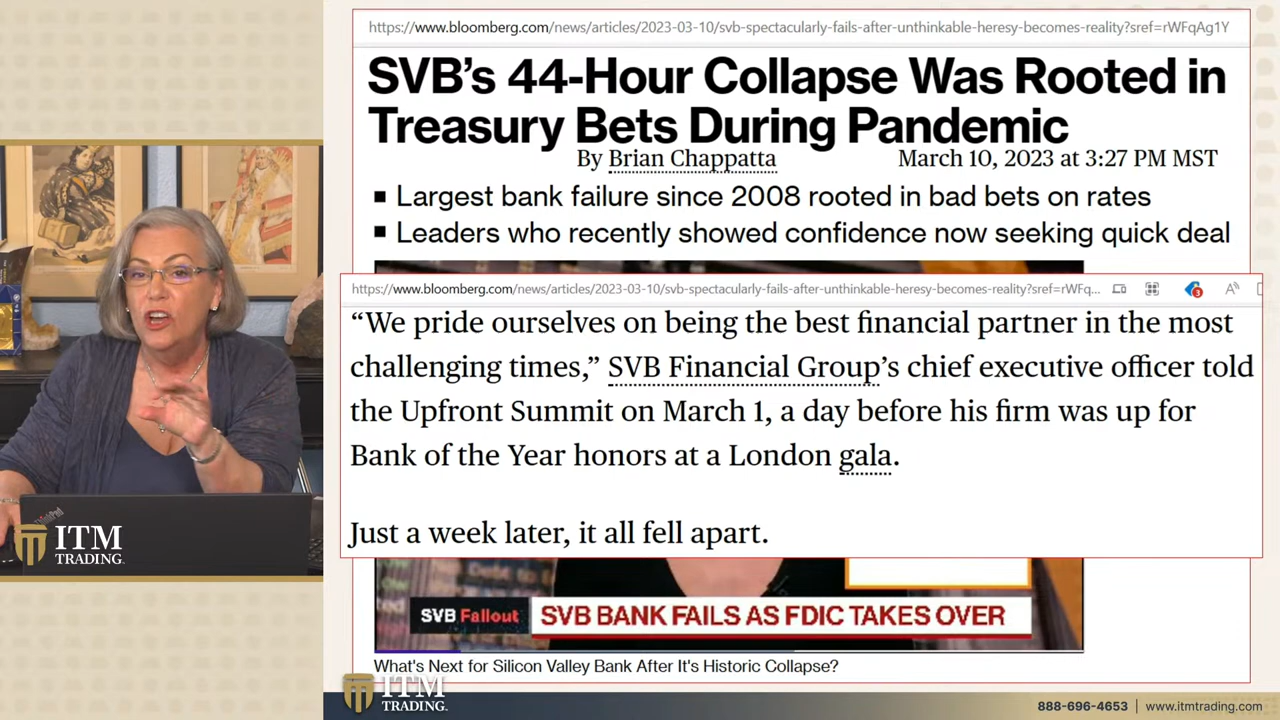 https://www.bloomberg.com/news/articles/2023-03-10/svb-spectacularly-fails-after-unthinkable-heresy-becomes-reality?sref=rWFqAg1Y
SVB's 44-Hour Collapse Was Rooted in
Treasury Bets During Pandemic
By Brian Chappatta March 10, 2023 at 3:27 PM MST
■ Largest bank failure since 2008 rooted in bad bets on rates
■ Leaders who recently showed confidence now seeking quick deal
https://www.bloomberg.com/news/articles/2023-03-10/svb-spectacularly-fails-after-unthinkable-heresy-becomes-reality?sref=rWFq...
3
“We pride ourselves on being the best financial partner in the most
challenging times,” SVB Financial Group’s chief executive officer told
the Upfront Summit on March 1, a day before his firm was up for
Bank of the Year honors at a London gala.
Just a week later, it all fell apart.
SVB Fallout SVB BANK FAILS AS FDIC TAKES OVER
What's Next for Silicon Valley Bank After It's Historic Collapse?
ThinkPad
ITM
TRADING
ITM
TRADING
888-696-4653 | www.itmtrading.com